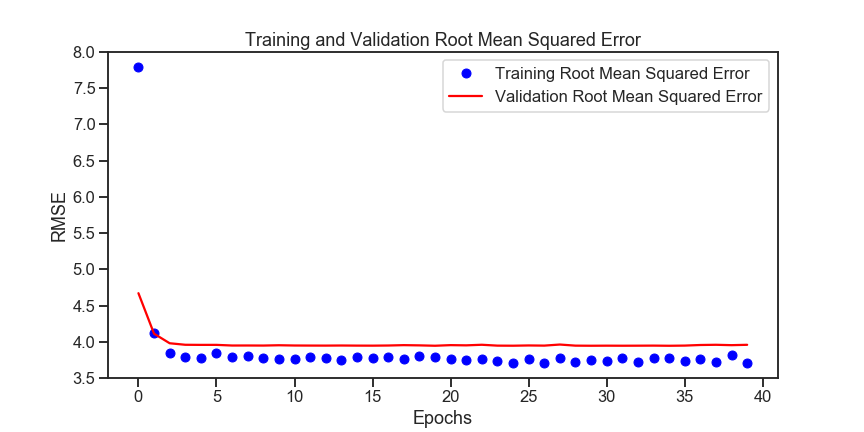 Training and Validation Root Mean Squared Error
8.0
7.5
7.0
6.5
6.0
5.5
5.0
4.5
4.0
3.5
RMSE
Training Root Mean Squared Error
Validation Root Mean Squared Error
0 5 10 15 20 25 30 35 40
Epochs